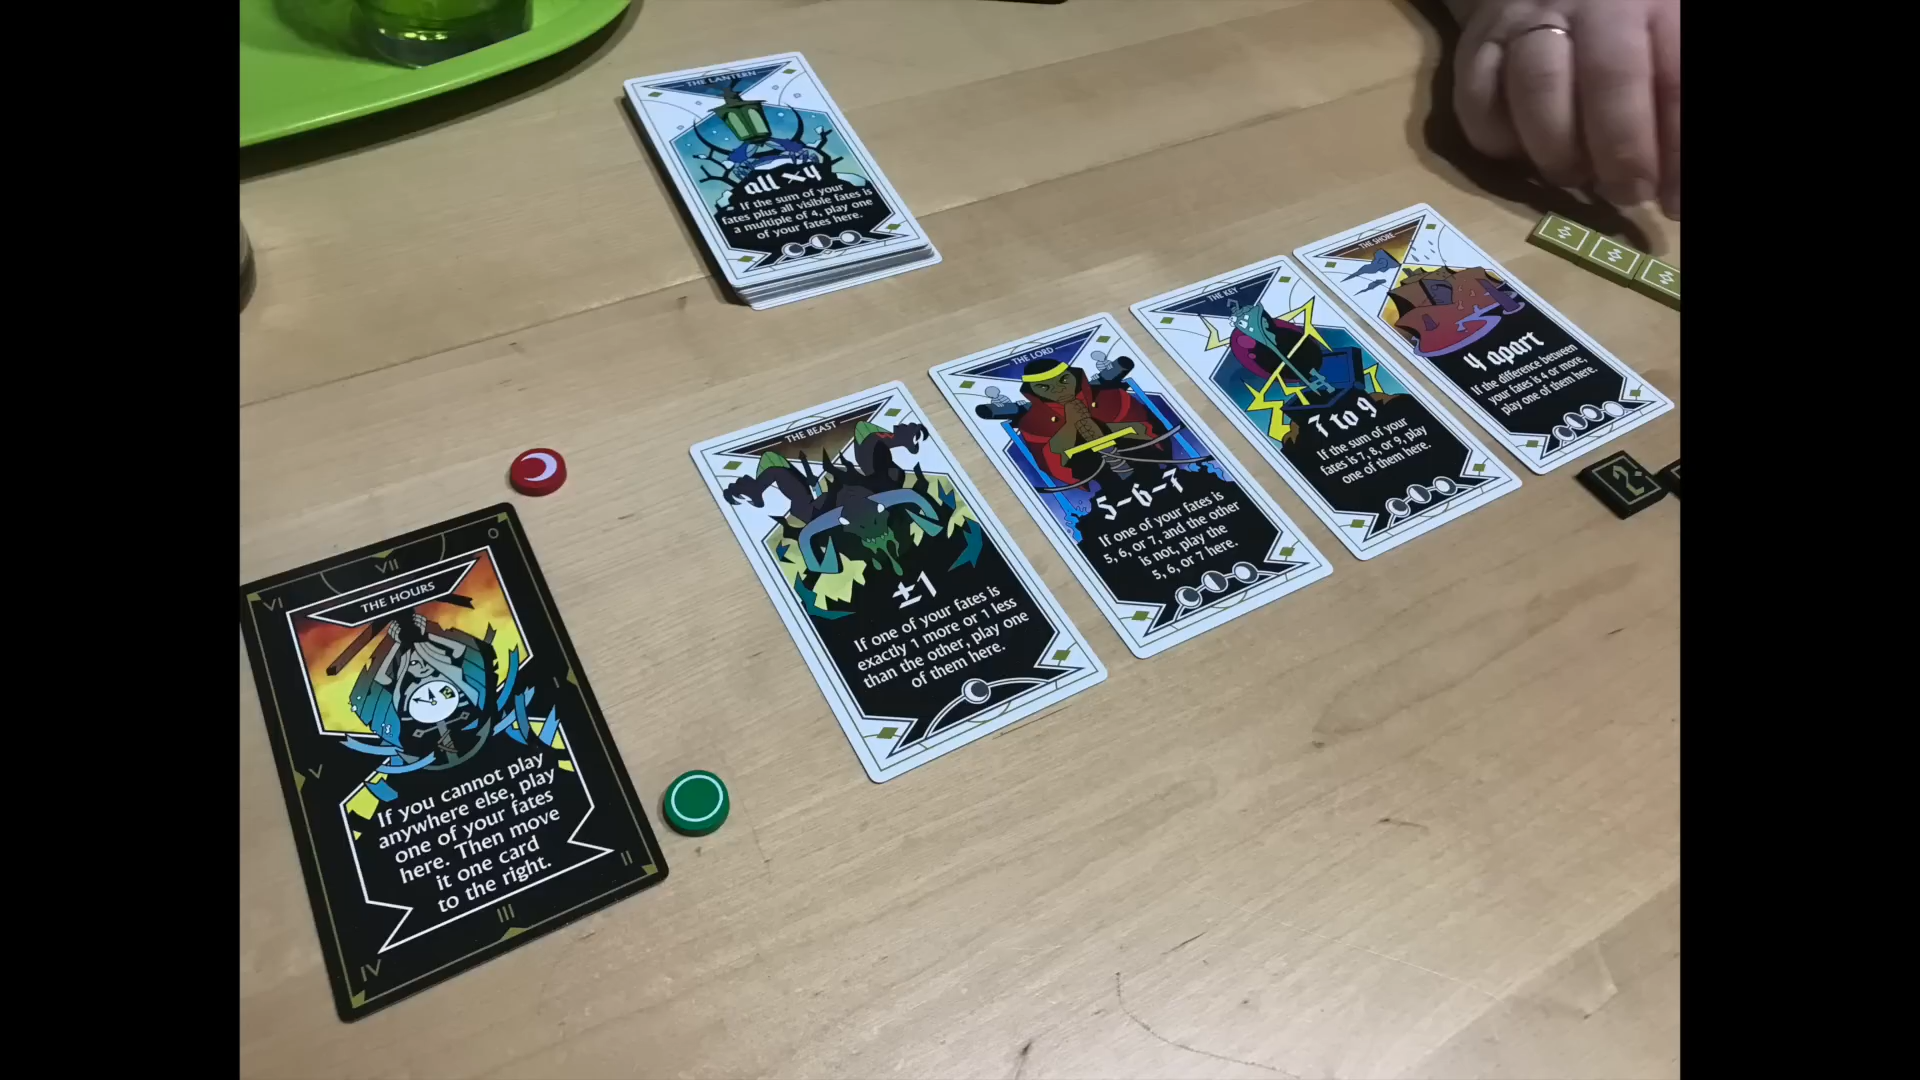 THE LANTERN
all ×4
If the sum of your
fates plus all visible fates is
a multiple of 4, play one
of your fates here.
THE SHORE
4 apart
If the difference between
your fates is 4 or more,
play one of them here.
THE KEY
7 to 9
If the sum of your
fates is 7, 8, or 9, play
one of them here.
THE LORD
5-6-7
If one of your fates is
5, 6, or 7, and the other
is not, play the
5, 6, or 7 here.
THE BEAST
±1
If one of your fates is
exactly 1 more or 1 less
than the other, play one
of them here.
2
0
VII
VI
THE HOURS
I
V
If you cannot play
anywhere else, play
one of your fates
here. Then move
it one card
to the right.
II
III
IV